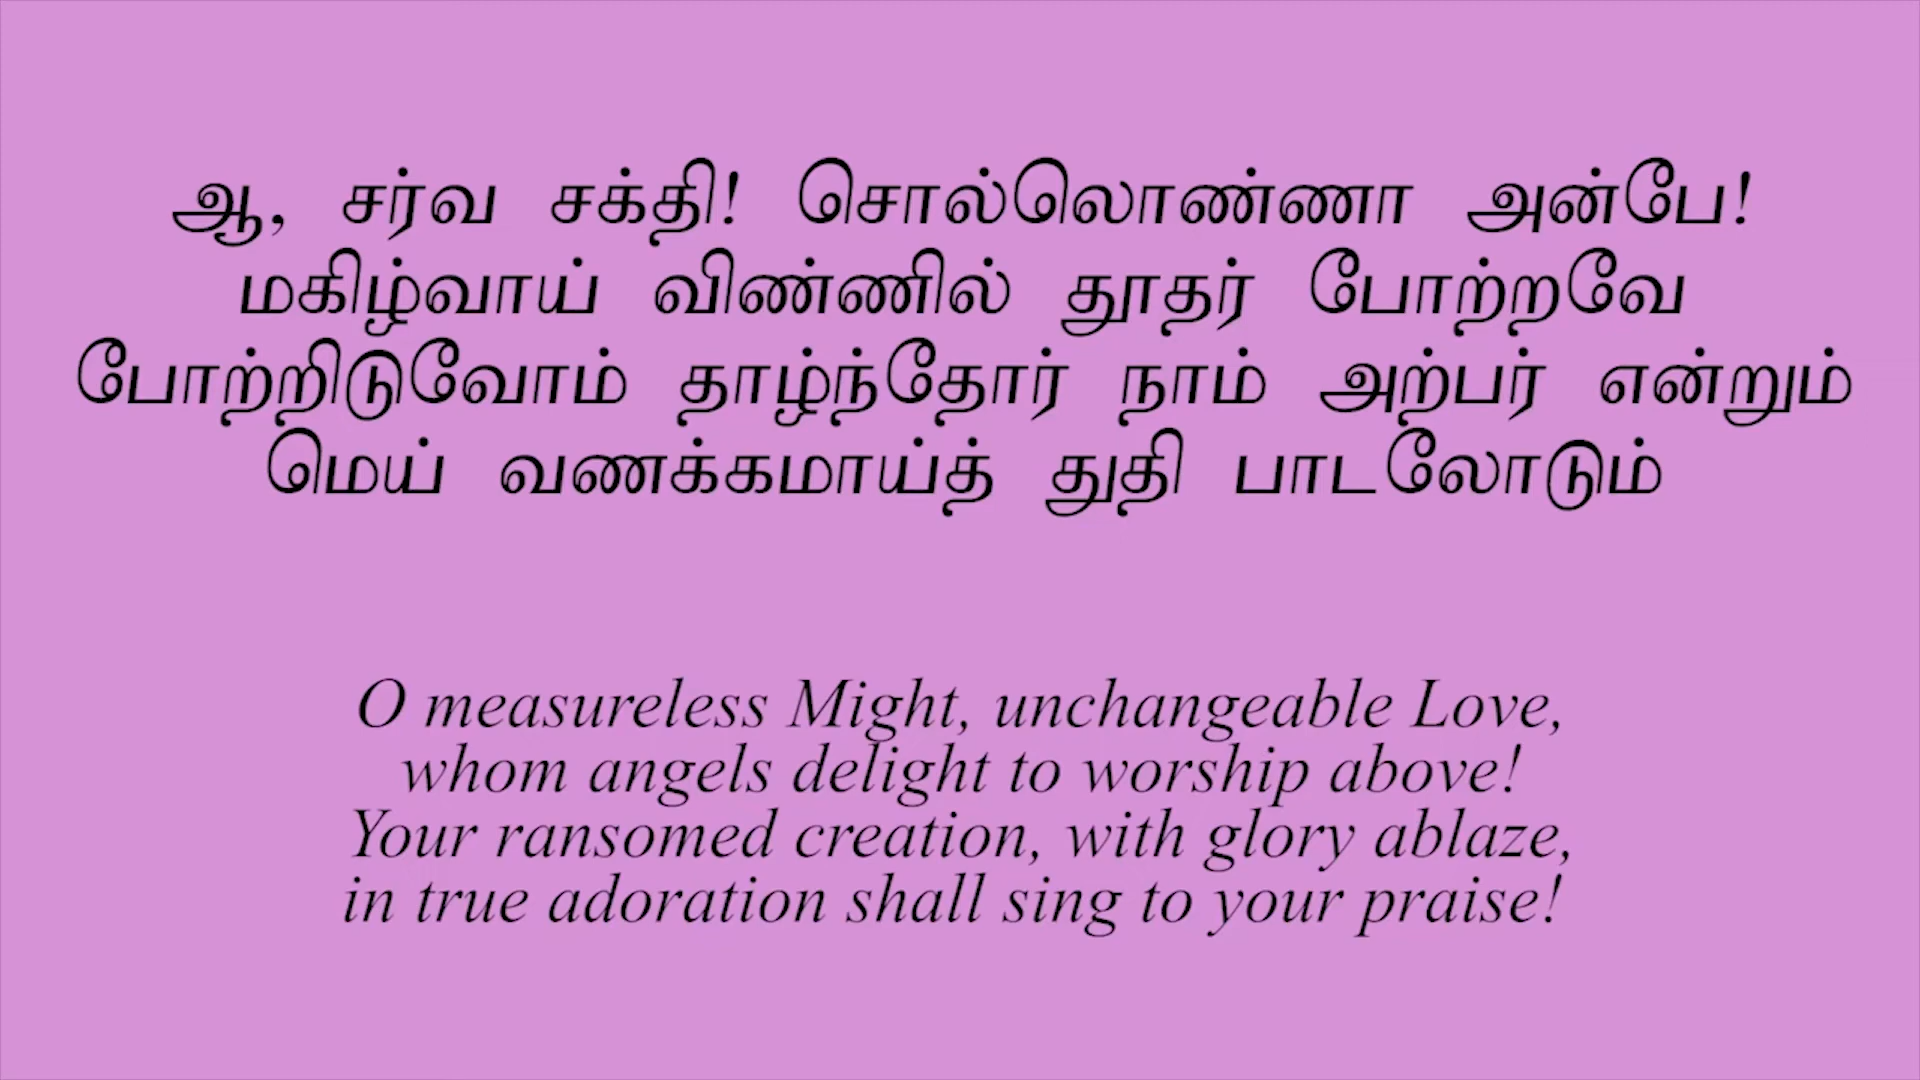 ஆ, சர்வ சக்தி! சொல்லொண்ணா அன்பே!
மகிழ்வாய் விண்ணில் தூதர் போற்றவே
போற்றிடுவோம் தாழ்ந்தோர் நாம் அற்பர் என்றும்
மெய் வணக்கமாய்த் துதி பாடலோடும்
O measureless Might, unchangeable Love,
whom angels delight to worship above!
Your ransomed creation, with glory ablaze,
in true adoration shall sing to your praise!